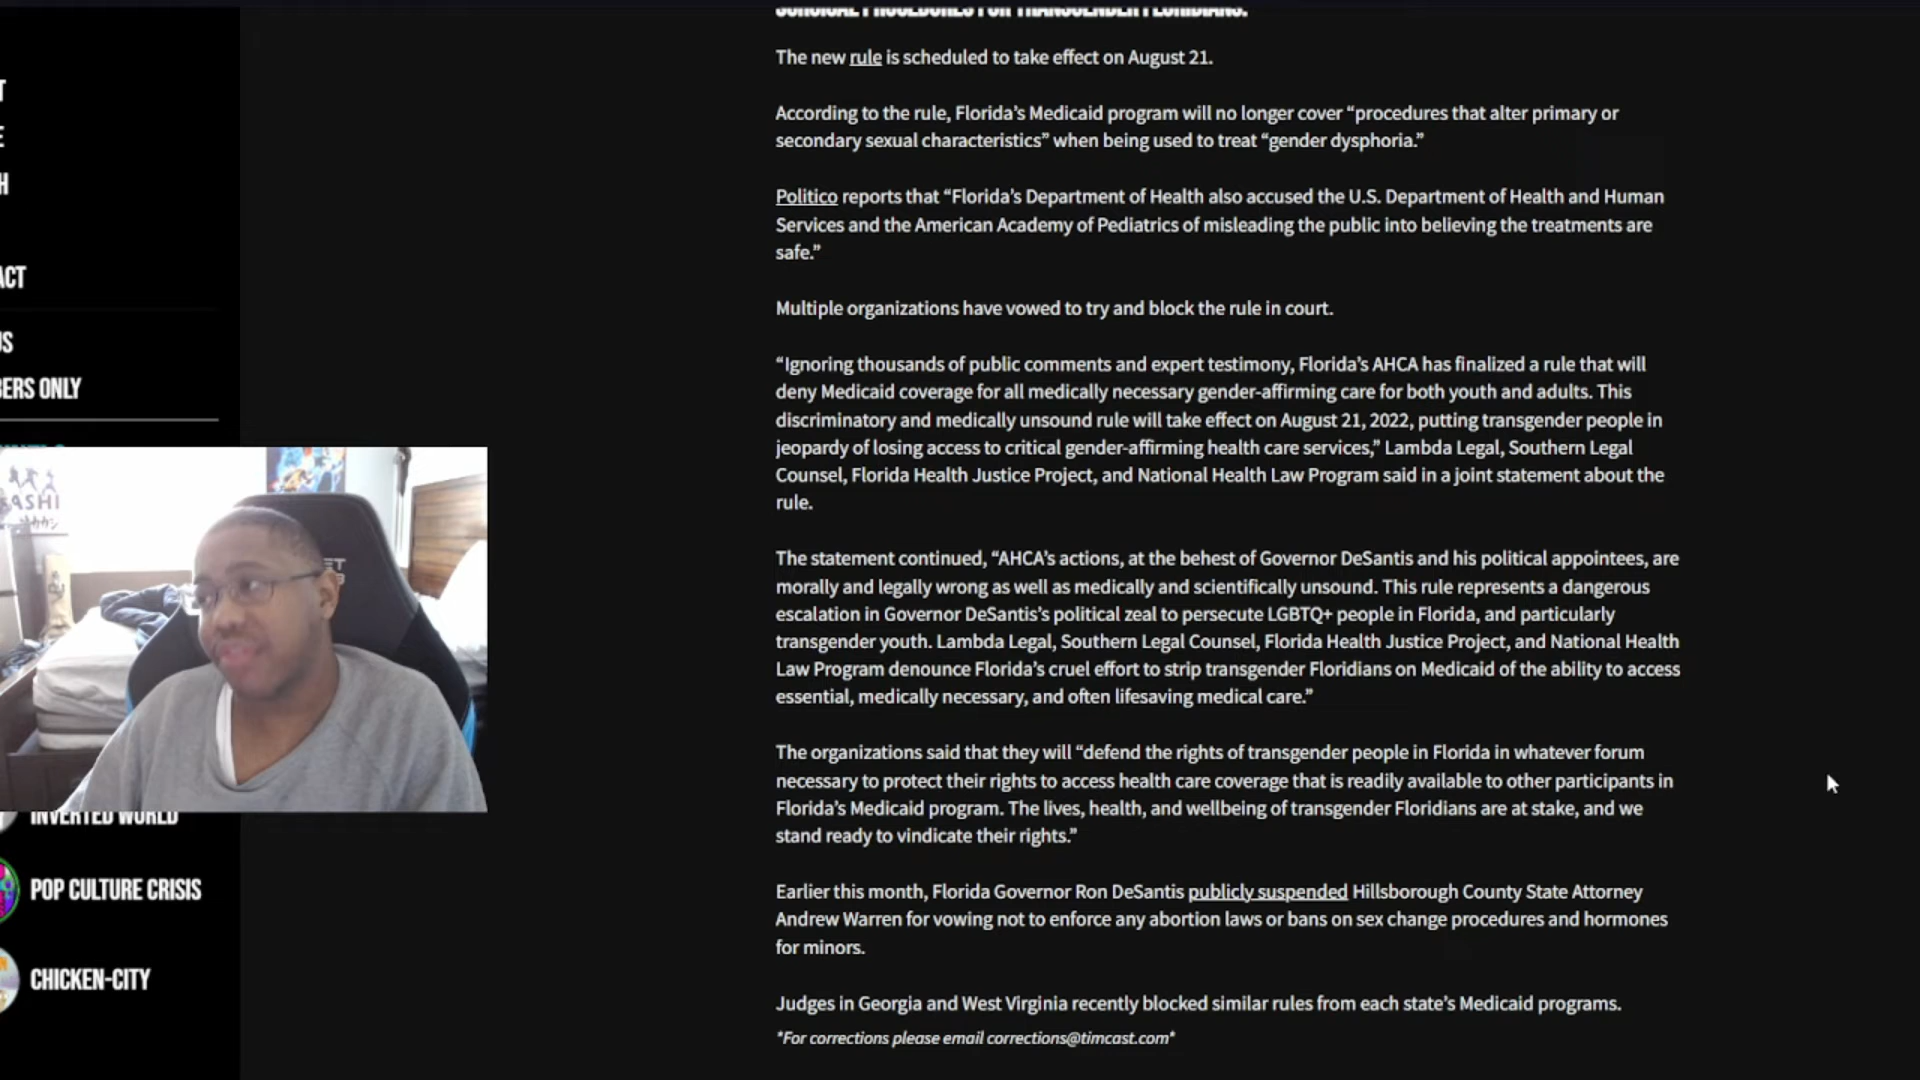 SURGICAL PROCEDURES FOR TRANSGENDER FLORIDIANS.
The new rule is scheduled to take effect on August 21.
According to the rule, Florida’s Medicaid program will no longer cover “procedures that alter primary or
secondary sexual characteristics” when being used to treat “gender dysphoria.”
Politico reports that “Florida’s Department of Health also accused the U.S. Department of Health and Human
Services and the American Academy of Pediatrics of misleading the public into believing the treatments are
safe.”
Multiple organizations have vowed to try and block the rule in court.
“Ignoring thousands of public comments and expert testimony, Florida’s AHCA has finalized a rule that will
deny Medicaid coverage for all medically necessary gender-affirming care for both youth and adults. This
discriminatory and medically unsound rule will take effect on August 21, 2022, putting transgender people in
jeopardy of losing access to critical gender-affirming health care services,” Lambda Legal, Southern Legal
Counsel, Florida Health Justice Project, and National Health Law Program said in a joint statement about the
rule.
The statement continued, “AHCA’s actions, at the behest of Governor DeSantis and his political appointees, are
morally and legally wrong as well as medically and scientifically unsound. This rule represents a dangerous
escalation in Governor DeSantis’s political zeal to persecute LGBTQ+ people in Florida, and particularly
transgender youth. Lambda Legal, Southern Legal Counsel, Florida Health Justice Project, and National Health
Law Program denounce Florida’s cruel effort to strip transgender Floridians on Medicaid of the ability to access
essential, medically necessary, and often lifesaving medical care.”
The organizations said that they will “defend the rights of transgender people in Florida in whatever forum
necessary to protect their rights to access health care coverage that is readily available to other participants in
Florida’s Medicaid program. The lives, health, and wellbeing of transgender Floridians are at stake, and we
stand ready to vindicate their rights.”
Earlier this month, Florida Governor Ron DeSantis publicly suspended Hillsborough County State Attorney
Andrew Warren for vowing not to enforce any abortion laws or bans on sex change procedures and hormones
for minors.
Judges in Georgia and West Virginia recently blocked similar rules from each state’s Medicaid programs.
*For corrections please email corrections@timcast.com*
T
E
H
ACT
US
BERS ONLY
INVERTED WORLD
POP CULTURE CRISIS
CHICKEN-CITY